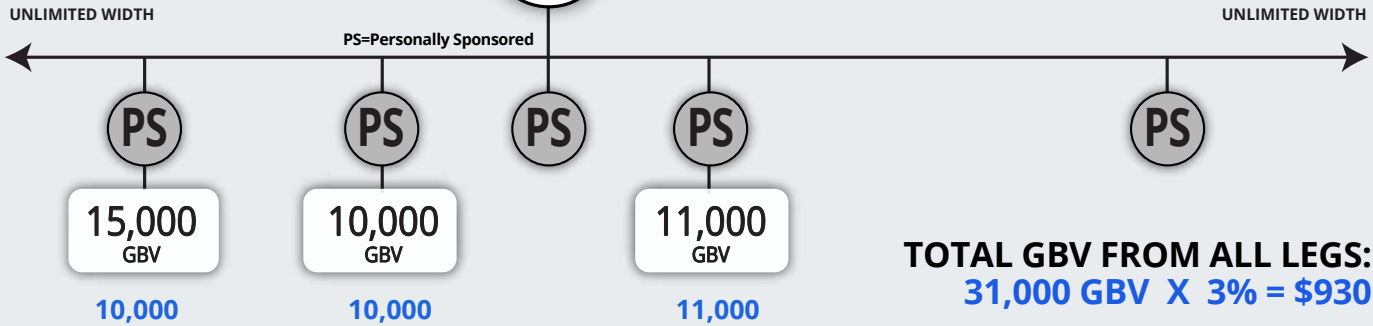 UNLIMITED WIDTH
UNLIMITED WIDTH
PS=Personally Sponsored
PS
PS
PS
PS
PS
15,000
GBV
10,000
GBV
11,000
GBV
TOTAL GBV FROM ALL LEGS:
31,000 GBV X 3% = $930
10,000
10,000
11,000